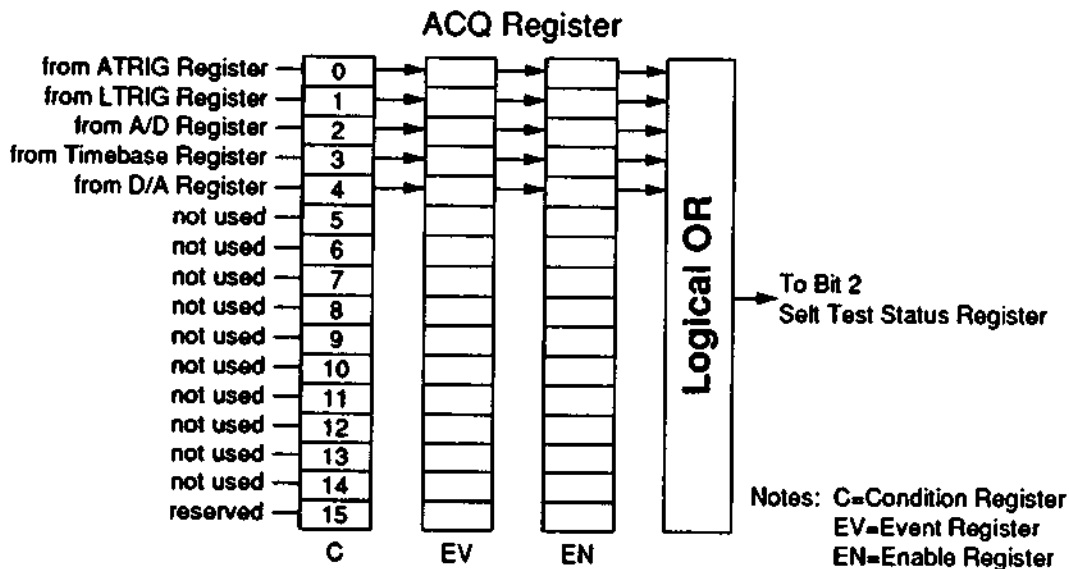 ACQ Register
from ATRIG Register 0
from LTRIG Register 1
from A/D Register 2
from Timebase Register 3
from D/A Register 4
not used 5
not used 6
not used 7
not used 8
not used 9
not used 10
not used 11
not used 12
not used 13
not used 14
reserved 15
C EV EN
Logical OR
To Bit 2
Selt Test Status Register
Notes: C=Condition Register
EV=Event Register
EN=Enable Register